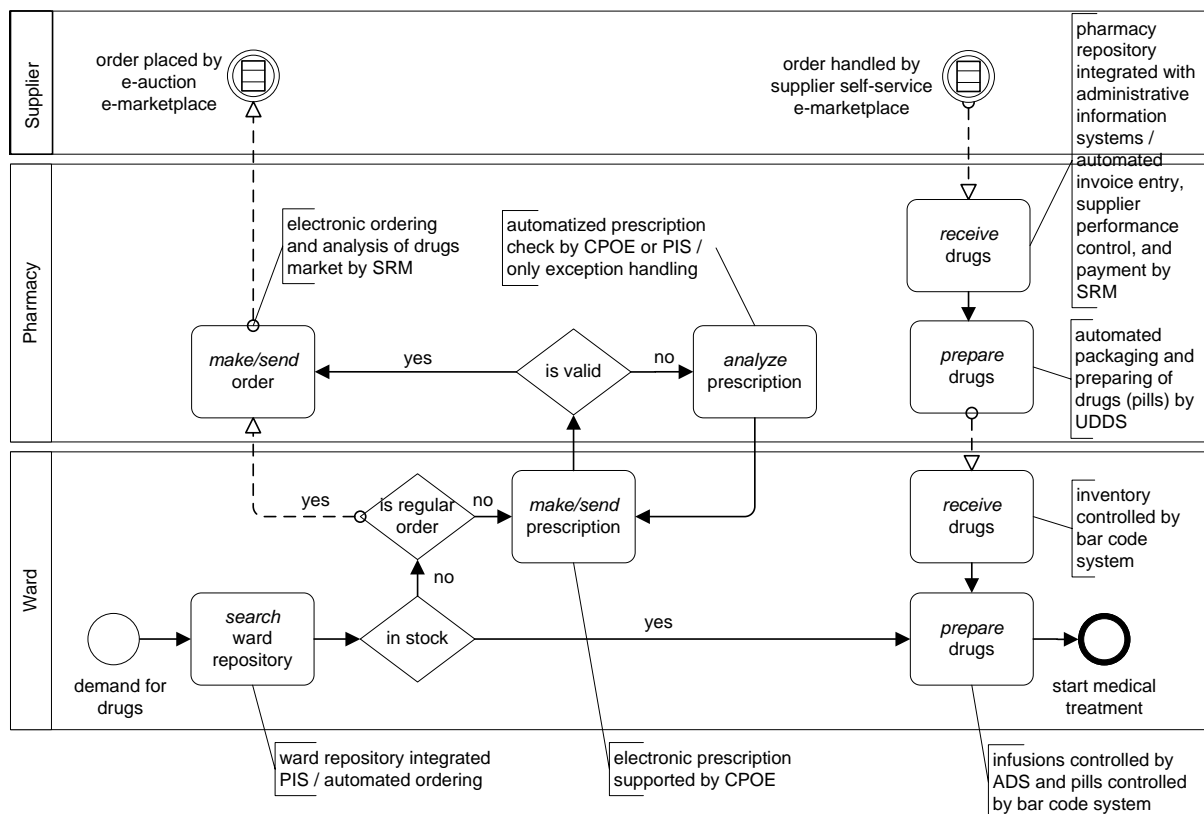 Supplier
order placed by
e-auction
e-marketplace
order handled by
supplier self-service
e-marketplace
pharmacy
repository
integrated with
administrative
information
systems /
automated
invoice entry,
supplier
performance
control, and
payment by
SRM
Pharmacy
electronic ordering
and analysis of drugs
market by SRM
automatized prescription
check by CPOE or PIS /
only exception handling
receive
drugs
make/send
order
yes
is valid
no
analyze
prescription
prepare
drugs
automated
packaging and
preparing of
drugs (pills) by
UDDS
Ward
yes
is regular
order
no
make/send
prescription
receive
drugs
inventory
controlled by
bar code
system
no
demand for
drugs
search
ward
repository
in stock
yes
prepare
drugs
start medical
treatment
ward repository integrated
PIS / automated ordering
electronic prescription
supported by CPOE
infusions controlled by
ADS and pills controlled
by bar code system